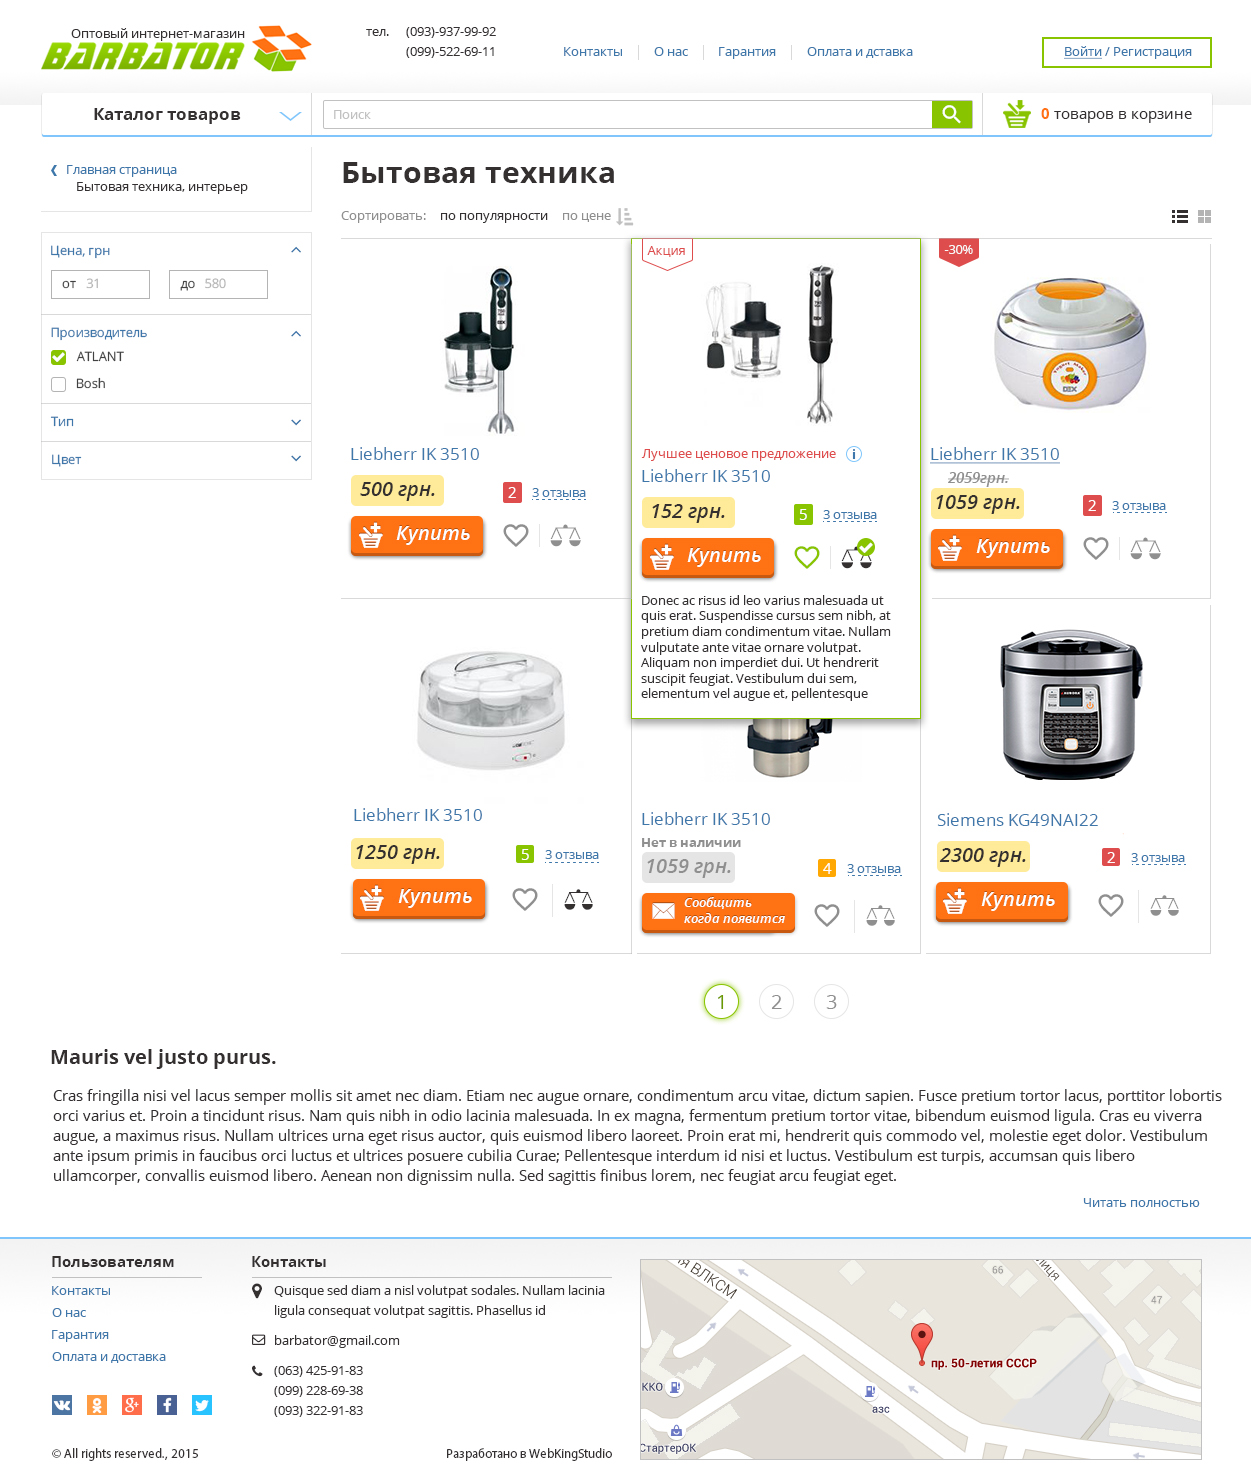 Оптовый интернет-магазин
BARBATOR
тел. (093)-937-99-92
(099)-522-69-11
Контакты
О нас
Гарантия
Оплата и дставка
Войти / Регистрация
Каталог товаров
Поиск
0 товаров в корзине
Главная страница
Бытовая техника, интерьер
Цена, грн
от 31
до 580
Производитель
ATLANT
Bosh
Тип
Цвет
Бытовая техника
Сортировать: по популярности по цене
Liebherr IK 3510
500 грн.
2
3 отзыва
Купить
Акция
Лучшее ценовое предложение
Liebherr IK 3510
152 грн.
5
3 отзыва
Купить
Donec ac risus id leo varius malesuada ut
quis erat. Suspendisse cursus sem nibh, at
pretium diam condimentum vitae. Nullam
vulputate ante vitae ornare volutpat.
Aliquam non imperdiet dui. Ut hendrerit
suscipit feugiat. Vestibulum dui sem,
elementum vel augue et, pellentesque
-30%
Liebherr IK 3510
2059грн.
1059 грн.
2
3 отзыва
Купить
Liebherr IK 3510
1250 грн.
5
3 отзыва
Купить
Liebherr IK 3510
Нет в наличии
1059 грн.
4
3 отзыва
Сообщить
когда появится
Siemens KG49NAI22
2300 грн.
2
3 отзыва
Купить
1
2
3
Mauris vel justo purus.
Cras fringilla nisi vel lacus semper mollis sit amet nec diam. Etiam nec augue ornare, condimentum arcu vitae, dictum sapien. Fusce pretium tortor lacus, porttitor lobortis
orci varius et. Proin a tincidunt risus. Nam quis nibh in odio lacinia malesuada. In ex magna, fermentum pretium tortor vitae, bibendum euismod ligula. Cras eu viverra
augue, a maximus risus. Nullam ultrices urna eget risus auctor, quis euismod libero laoreet. Proin erat mi, hendrerit quis commodo vel, molestie eget dolor. Vestibulum
ante ipsum primis in faucibus orci luctus et ultrices posuere cubilia Curae; Pellentesque interdum id nisi et luctus. Vestibulum est turpis, accumsan quis libero
ullamcorper, convallis euismod libero. Aenean non dignissim nulla. Sed sagittis finibus lorem, nec feugiat arcu feugiat eget.
Читать полностью
Пользователям
Контакты
О нас
Гарантия
Оплата и доставка
© All rights reserved., 2015
Контакты
Quisque sed diam a nisl volutpat sodales. Nullam lacinia
ligula consequat volutpat sagittis. Phasellus id
barbator@gmail.com
(063) 425-91-83
(099) 228-69-38
(093) 322-91-83
Разработано в WebKingStudio
я ВЛКСМ
улица
66
47
пр. 50-летия СССР
ККО
азс
СтартерОК